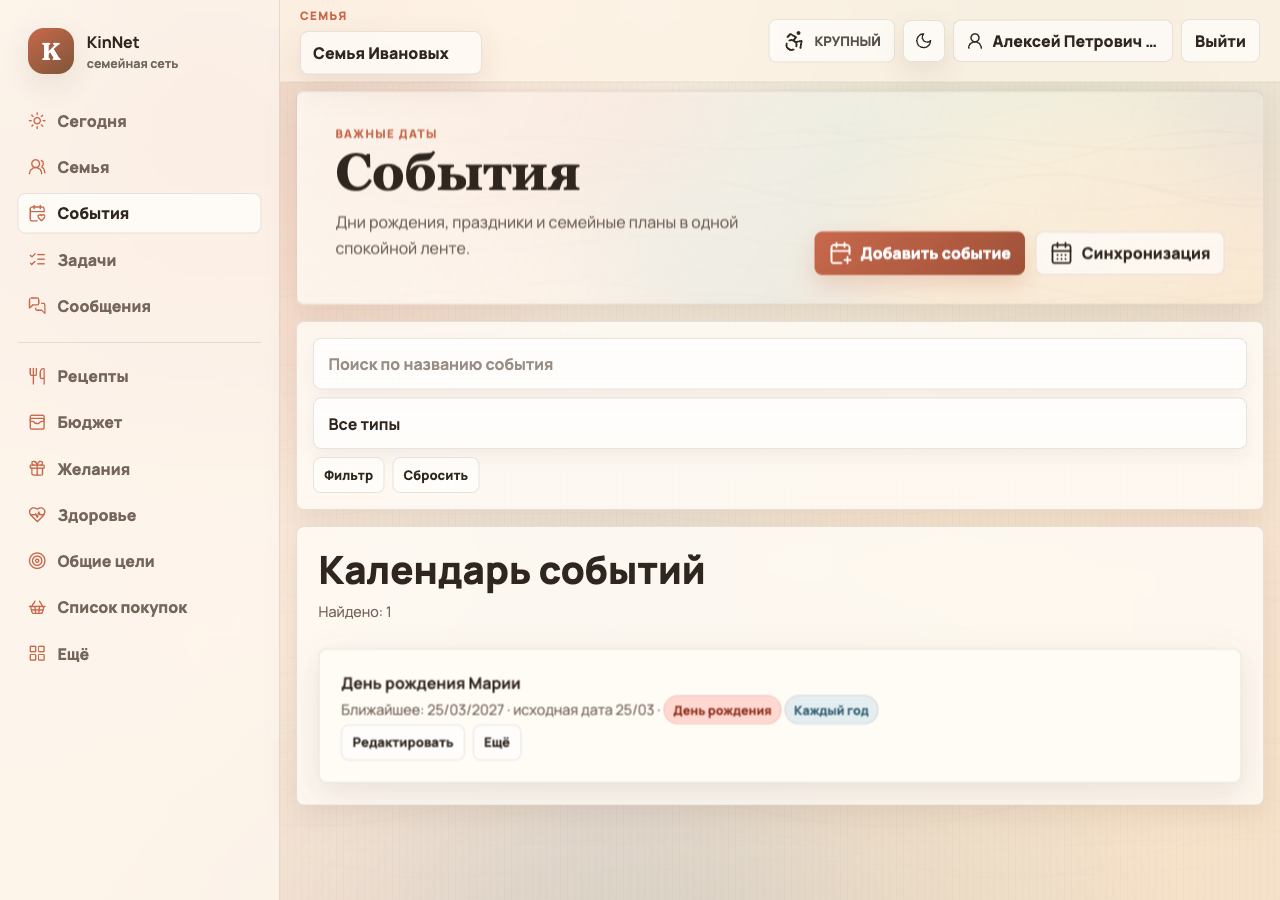 K
KinNet
семейная сеть
Сегодня
Семья
События
Задачи
Сообщения
Рецепты
Бюджет
Желания
Здоровье
Общие цели
Список покупок
Ещё
СЕМЬЯ
Семья Ивановых
КРУПНЫЙ
Алексей Петрович ...
Выйти
ВАЖНЫЕ ДАТЫ
События
Дни рождения, праздники и семейные планы в одной
спокойной ленте.
Добавить событие
Синхронизация
Поиск по названию события
Все типы
Фильтр
Сбросить
Календарь событий
Найдено: 1
День рождения Марии
Ближайшее: 25/03/2027 · исходная дата 25/03 · День рождения Каждый год
Редактировать
Ещё